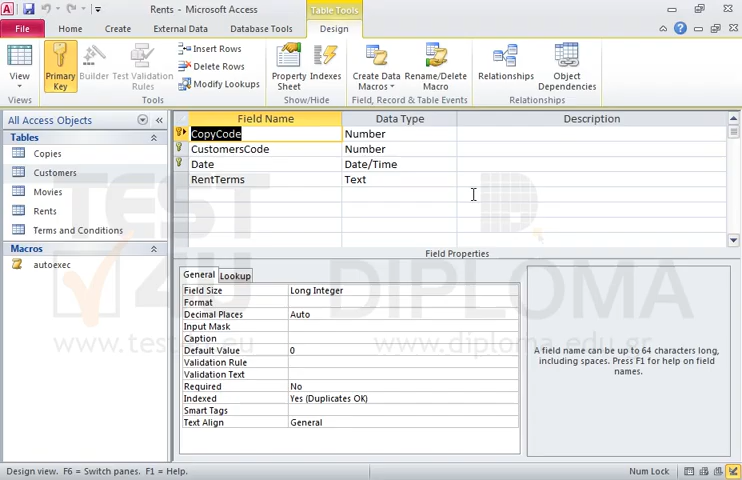 Rents - Microsoft Access
Table Tools
File
Home
Create
External Data
Database Tools
Design
View
Primary Key
Builder
Test Validation Rules
Insert Rows
Delete Rows
Modify Lookups
Property Sheet
Indexes
Create Data Macros
Rename/Delete Macro
Relationships
Object Dependencies
Views
Tools
Show/Hide
Field, Record & Table Events
Relationships
All Access Objects
Tables
Copies
Customers
Movies
Rents
Terms and Conditions
Macros
autoexec
Field Name Data Type Description
CopyCode Number
CustomersCode Number
Date Date/Time
RentTerms Text
Field Properties
General Lookup
Field Size Long Integer
Format
Decimal Places Auto
Input Mask
Caption
Default Value 0
Validation Rule
Validation Text
Required No
Indexed Yes (Duplicates OK)
Smart Tags
Text Align General
A field name can be up to 64 characters long,
including spaces. Press F1 for help on field
names.
TEST
4U
DIPLOMA
www.test4u.eu
www.diploma.edu.gr
Design view. F6 = Switch panes. F1 = Help.
Num Lock